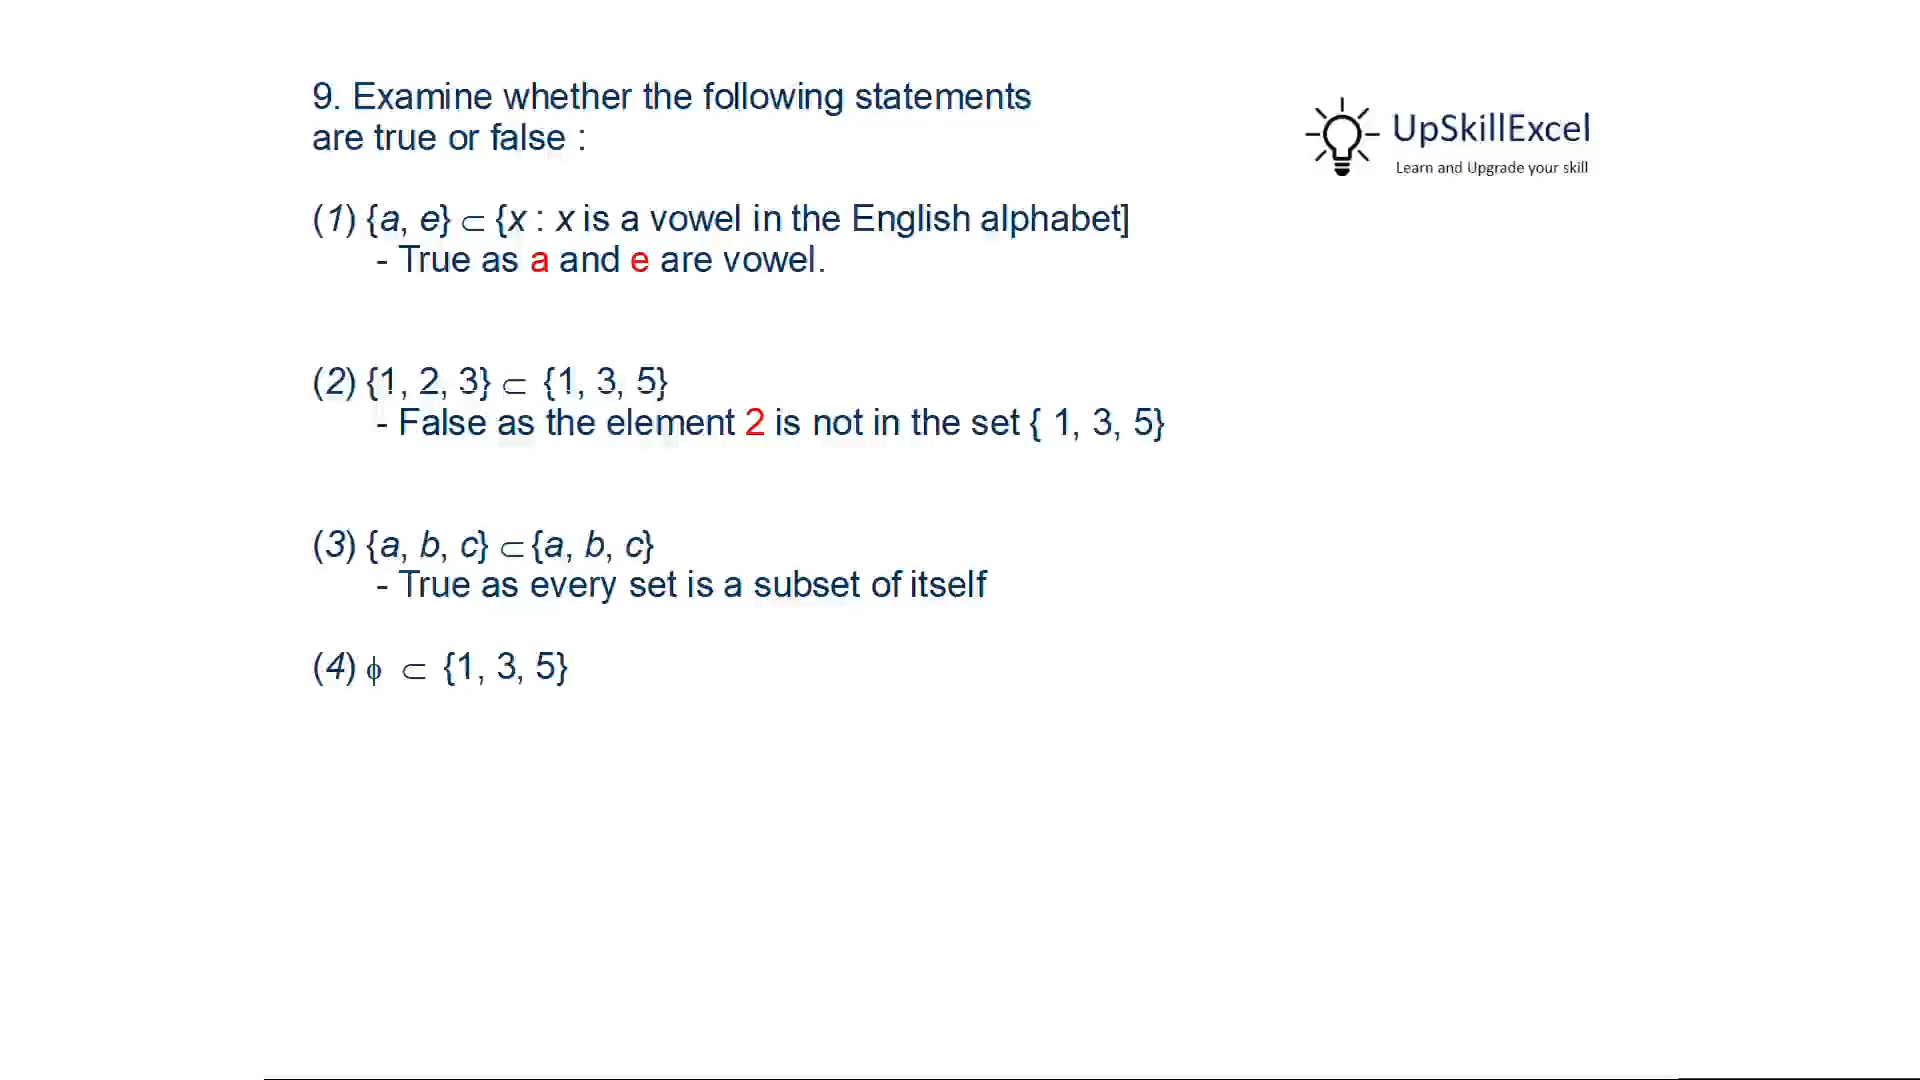 9. Examine whether the following statements
are true or false :
UpSkillExcel
Learn and Upgrade your skill
(1) {a, e} ⊂ {x : x is a vowel in the English alphabet]
- True as a and e are vowel.
(2) {1, 2, 3} ⊂ {1, 3, 5}
- False as the element 2 is not in the set { 1, 3, 5}
(3) {a, b, c} ⊂ {a, b, c}
- True as every set is a subset of itself
(4) ϕ ⊂ {1, 3, 5}